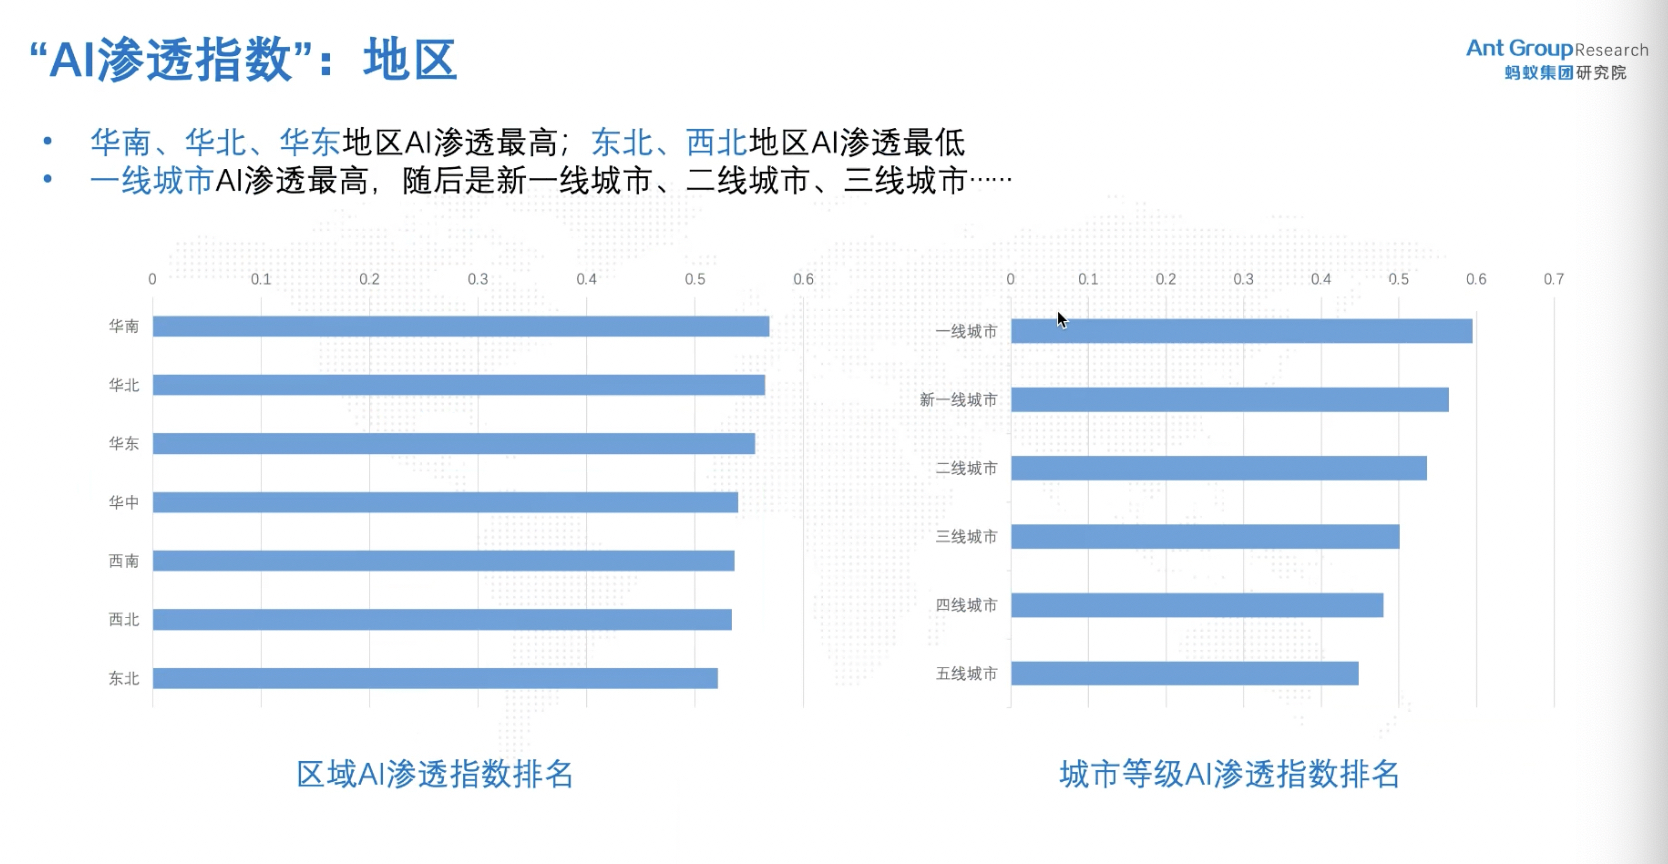 “AI渗透指数”：地区
Ant Group Research
蚂蚁集团研究院
• 华南、华北、华东地区AI渗透最高；东北、西北地区AI渗透最低
• 一线城市AI渗透最高，随后是新一线城市、二线城市、三线城市……
0 0.1 0.2 0.3 0.4 0.5 0.6
华南
华北
华东
华中
西南
西北
东北
区域AI渗透指数排名
0 0.1 0.2 0.3 0.4 0.5 0.6 0.7
一线城市
新一线城市
二线城市
三线城市
四线城市
五线城市
城市等级AI渗透指数排名